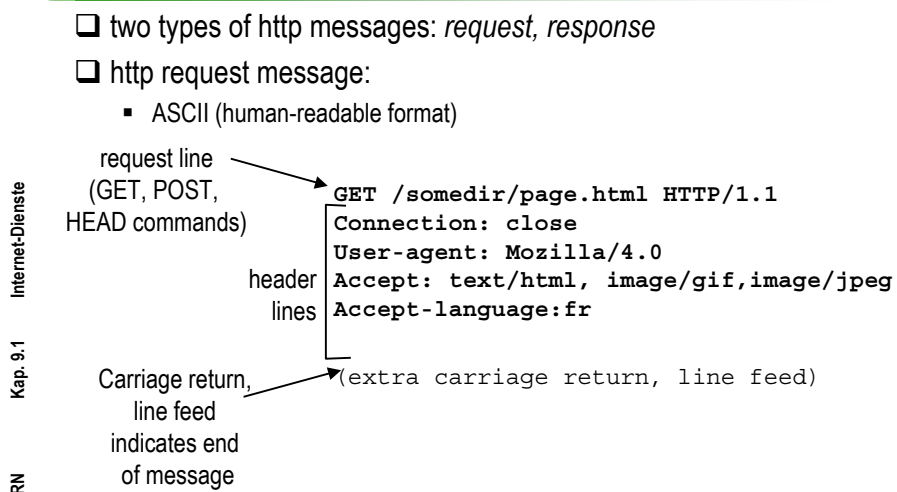 two types of http messages: request, response
http request message:
ASCII (human-readable format)
request line
(GET, POST,
HEAD commands)
GET /somedir/page.html HTTP/1.1
Connection: close
User-agent: Mozilla/4.0
header
lines
Accept: text/html, image/gif,image/jpeg
Accept-language:fr
Carriage return,
line feed
indicates end
of message
(extra carriage return, line feed)
Internet-Dienste
Kap. 9.1
RN